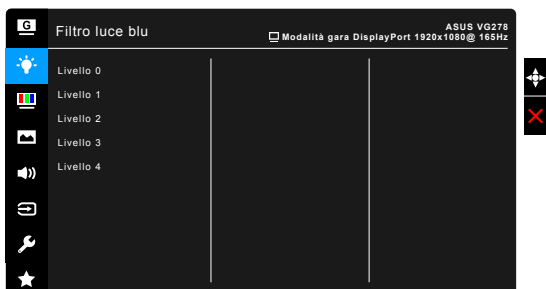 G
Filtro luce blu
ASUS VG278
Modalità gara DisplayPort 1920x1080@ 165Hz
Livello 0
Livello 1
Livello 2
Livello 3
Livello 4